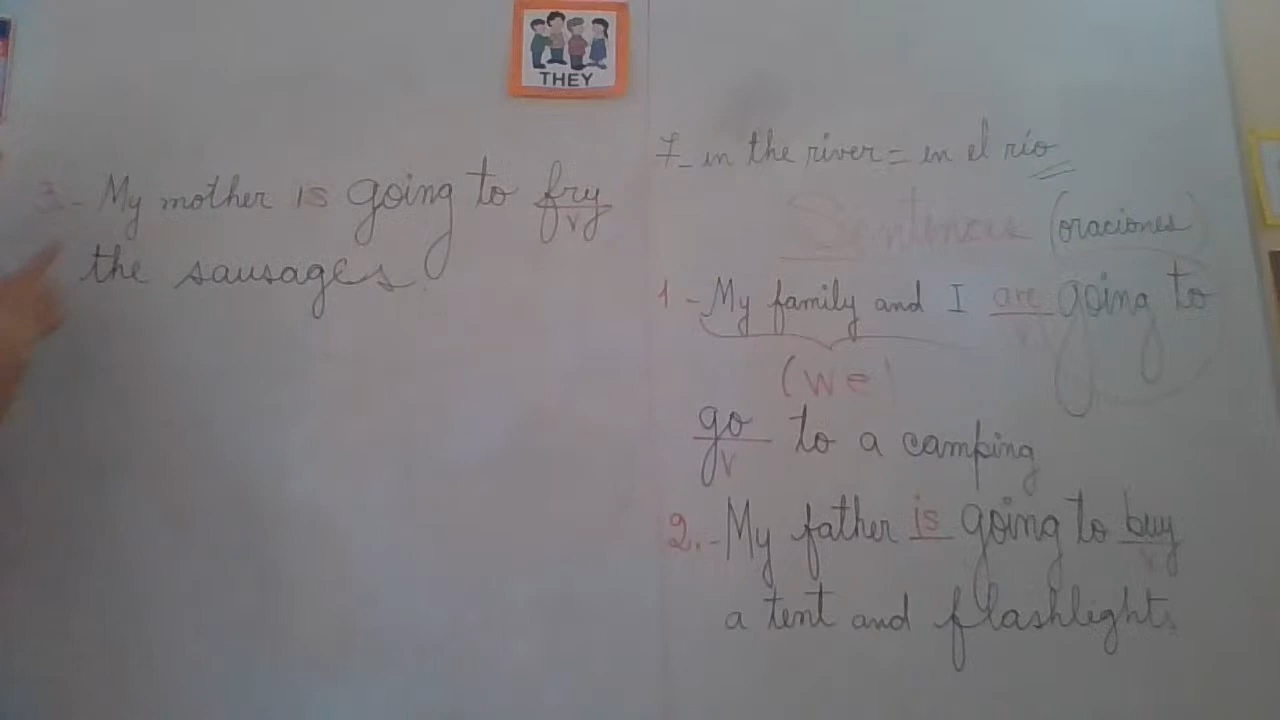 THEY
7- in the river = en el río
Sentences (oraciones)
1 - My family and I are going to
(we)
go to a camping
v
2.- My father is going to buy
a tent and flashlight.
3.- My mother is going to fry
v
the sausages.